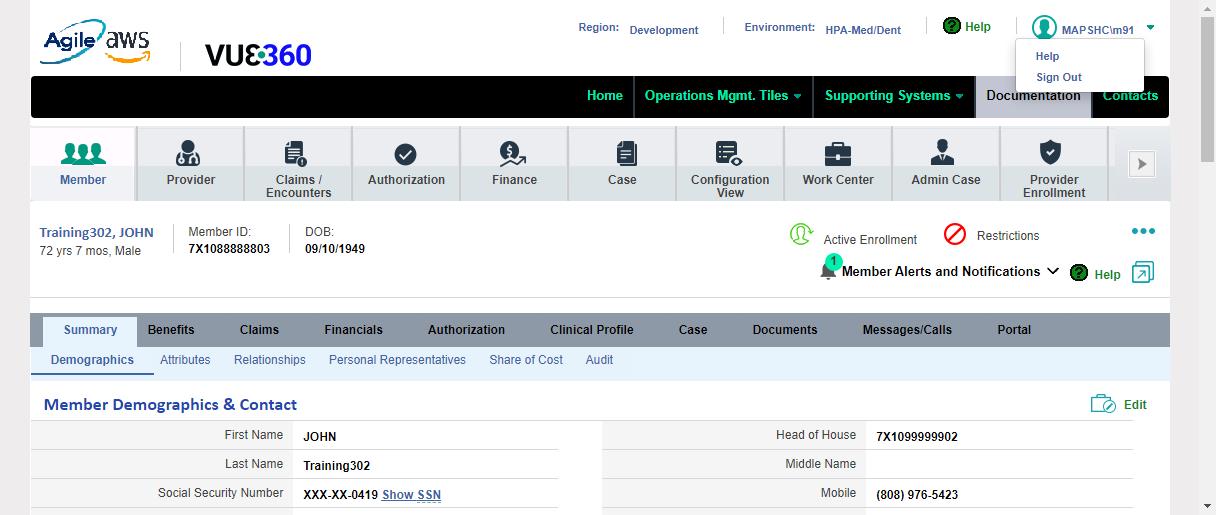 Agile aws
VUE360
Region: Development
Environment: HPA-Med/Dent
? Help
MAPSHC\m91
Help
Sign Out
Home
Operations Mgmt. Tiles
Supporting Systems
Documentation
Contacts
Member
Provider
Claims /
Encounters
Authorization
Finance
Case
Configuration
View
Work Center
Admin Case
Provider
Enrollment
Training302, JOHN
72 yrs 7 mos, Male
Member ID:
7X1088888803
DOB:
09/10/1949
Active Enrollment
Restrictions
1
Member Alerts and Notifications
? Help
Summary
Benefits
Claims
Financials
Authorization
Clinical Profile
Case
Documents
Messages/Calls
Portal
Demographics
Attributes
Relationships
Personal Representatives
Share of Cost
Audit
Member Demographics & Contact
Edit
First Name JOHN
Head of House 7X1099999902
Last Name Training302
Middle Name
Social Security Number XXX-XX-0419 Show SSN
Mobile (808) 976-5423